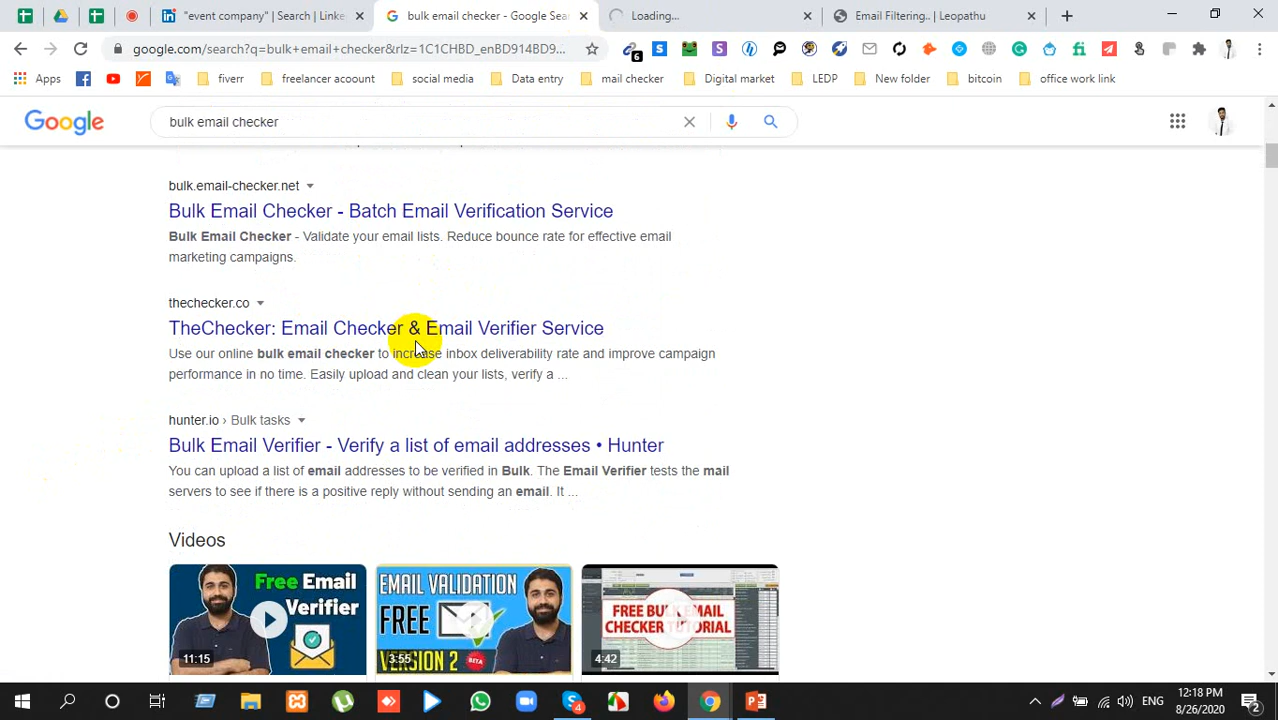 "event company" | Search | Linke
bulk email checker - Google Sea
Loading...
Email Filtering.. | Leopathu
google.com/search?q=bulk+email+checker&rlz=1C1CHBD_enBD914BD9...
6
Apps
fiverr
freelancer acount
social media
Data entry
mail checker
Digital market
LEDP
New folder
bitcoin
office work link
Google
bulk email checker
bulk.email-checker.net
Bulk Email Checker - Batch Email Verification Service
Bulk Email Checker - Validate your email lists. Reduce bounce rate for effective email
marketing campaigns.
thechecker.co
TheChecker: Email Checker & Email Verifier Service
Use our online bulk email checker to increase inbox deliverability rate and improve campaign
performance in no time. Easily upload and clean your lists, verify a ...
hunter.io › Bulk tasks
Bulk Email Verifier - Verify a list of email addresses • Hunter
You can upload a list of email addresses to be verified in Bulk. The Email Verifier tests the mail
servers to see if there is a positive reply without sending an email. It ...
Videos
Free Email
Verifier
11:15
EMAIL VALIDATION
FREE
VERSION 2
BETA
3:55
FREE BULK EMAIL
CHECKER TUTORIAL
4:42
4
ENG
12:18 PM
8/26/2020
2